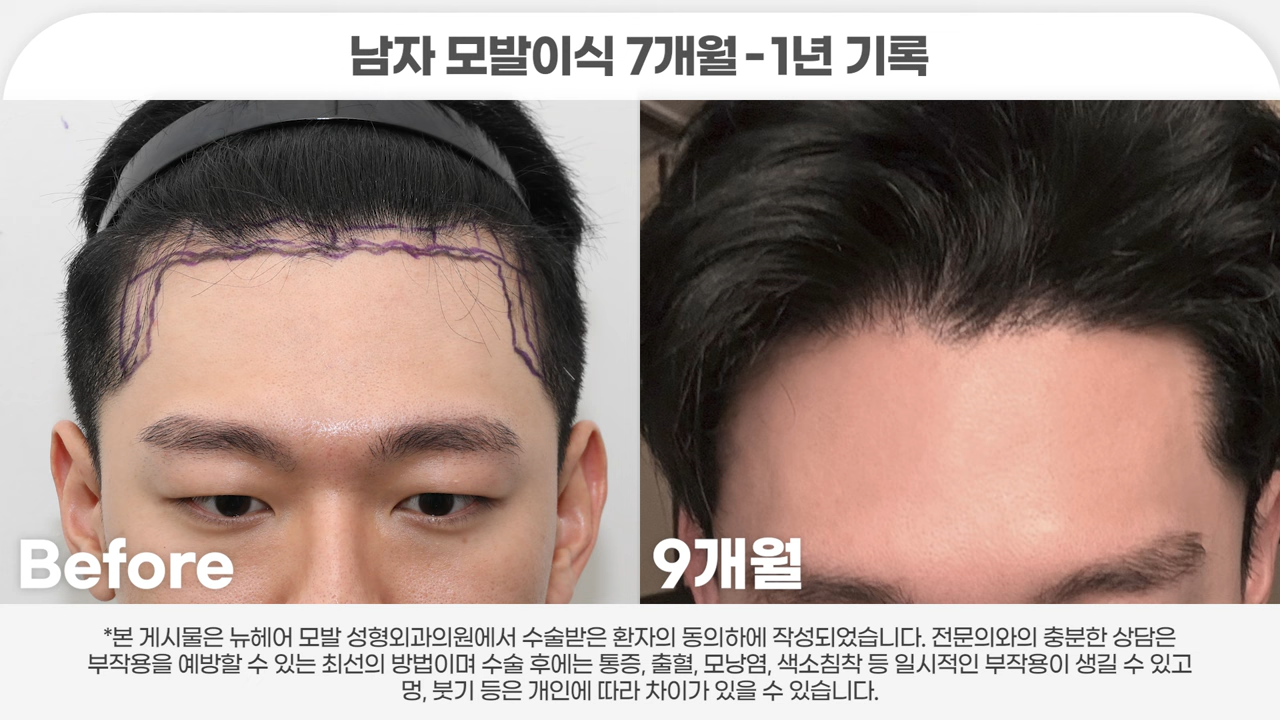 남자 모발이식 7개월-1년 기록
Before
9개월
*본 게시물은 뉴헤어 모발 성형외과의원에서 수술받은 환자의 동의하에 작성되었습니다. 전문의와의 충분한 상담은
부작용을 예방할 수 있는 최선의 방법이며 수술 후에는 통증, 출혈, 모낭염, 색소침착 등 일시적인 부작용이 생길 수 있고
멍, 붓기 등은 개인에 따라 차이가 있을 수 있습니다.